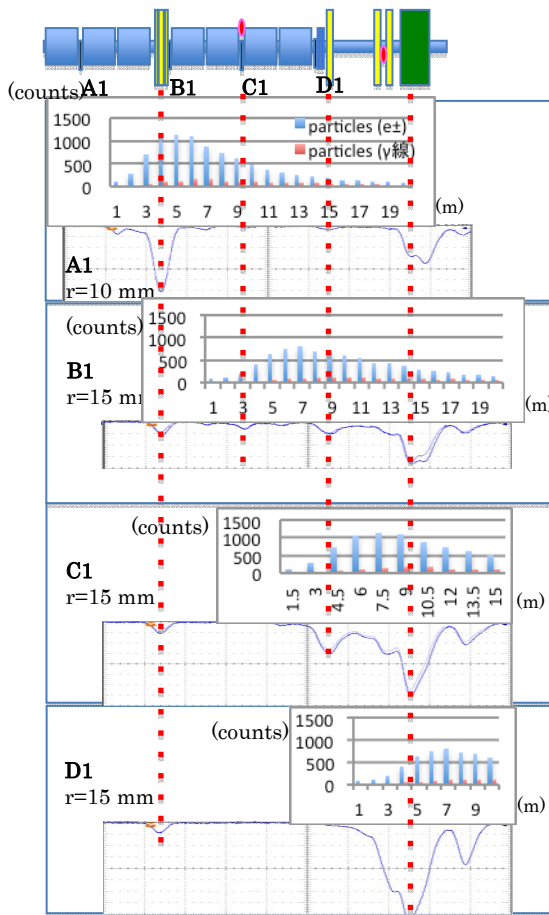 A1 B1 C1 D1
(counts)
1500
1000
500
0
particles (e±)
particles (γ線)
1 3 5 7 9 11 13 15 17 19
(m)
A1
r=10 mm
(counts)
1500
1000
500
0
1 3 5 7 9 11 13 15 17 19
(m)
B1
r=15 mm
(counts)
1500
1000
500
0
1.5 3 4.5 6 7.5 9 10.5 12 13.5 15
(m)
C1
r=15 mm
(counts)
1500
1000
500
0
1 3 5 7 9
(m)
D1
r=15 mm